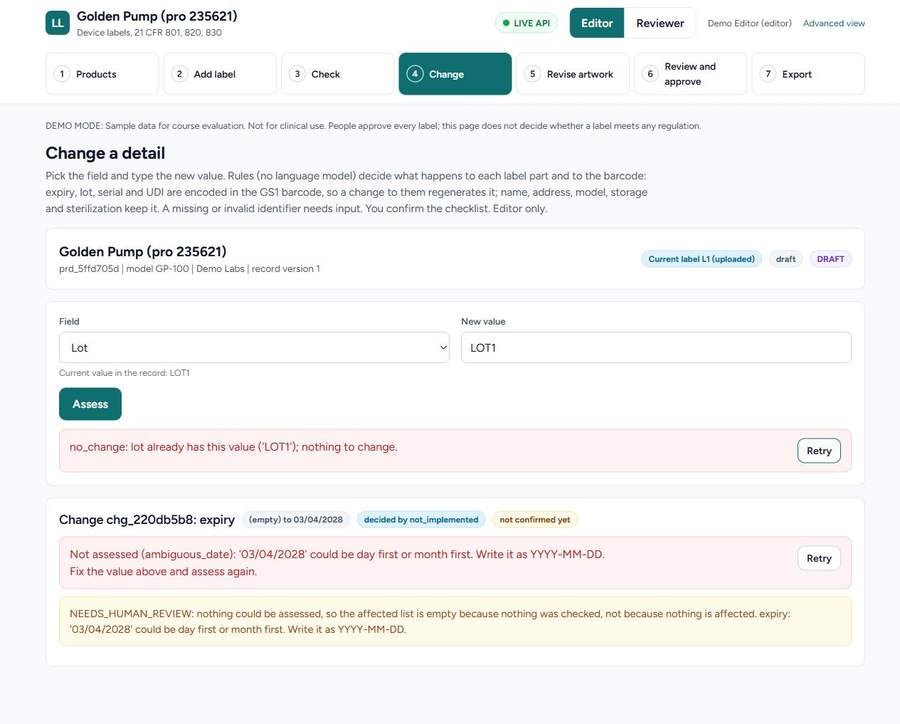 LL
Golden Pump (pro 235621)
Device labels, 21 CFR 801, 820, 830
LIVE API
Editor
Reviewer
Demo Editor (editor)
Advanced view
1 Products
2 Add label
3 Check
4 Change
5 Revise artwork
6 Review and
approve
7 Export
DEMO MODE: Sample data for course evaluation. Not for clinical use. People approve every label; this page does not decide whether a label meets any regulation.
Change a detail
Pick the field and type the new value. Rules (no language model) decide what happens to each label part and to the barcode:
expiry, lot, serial and UDI are encoded in the GS1 barcode, so a change to them regenerates it; name, address, model, storage
and sterilization keep it. A missing or invalid identifier needs input. You confirm the checklist. Editor only.
Golden Pump (pro 235621)
prd_5ffd705d | model GP-100 | Demo Labs | record version 1
Current label L1 (uploaded)
draft
DRAFT
Field
New value
Lot
LOT1
Current value in the record: LOT1
Assess
no_change: lot already has this value ('LOT1'); nothing to change.
Retry
Change chg_220db5b8: expiry
(empty) to 03/04/2028
decided by not_implemented
not confirmed yet
Not assessed (ambiguous_date): '03/04/2028' could be day first or month first. Write it as YYYY-MM-DD.
Fix the value above and assess again.
Retry
NEEDS_HUMAN_REVIEW: nothing could be assessed, so the affected list is empty because nothing was checked, not because nothing is affected. expiry:
'03/04/2028' could be day first or month first. Write it as YYYY-MM-DD.